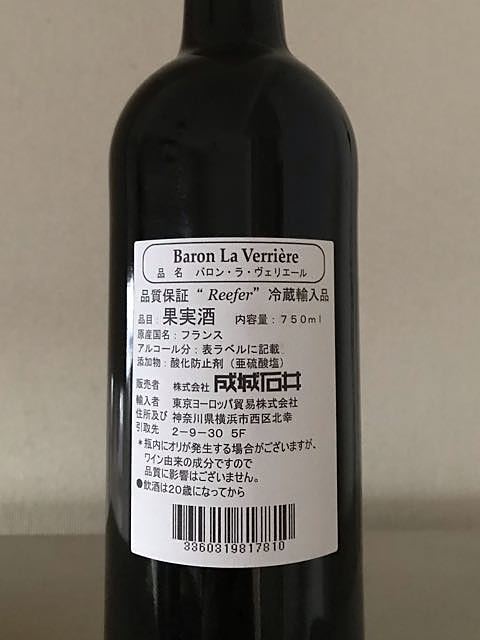 Baron La Verrière
品 名 バロン・ラ・ヴェリエール
品質保証 “Reefer” 冷蔵輸入品
品目:果実酒 内容量:750ml
原産国名:フランス
アルコール分:表ラベルに記載
添加物:酸化防止剤（亜硫酸塩）
販売者 株式会社 成城石井
輸入者 東京ヨーロッパ貿易株式会社
住所及び 神奈川県横浜市西区北幸
引取先 2-9-30 5F
*瓶内にオリが発生する場合がございますが、
ワイン由来の成分ですので
品質に影響はございません。
●飲酒は20歳になってから
3360319817810